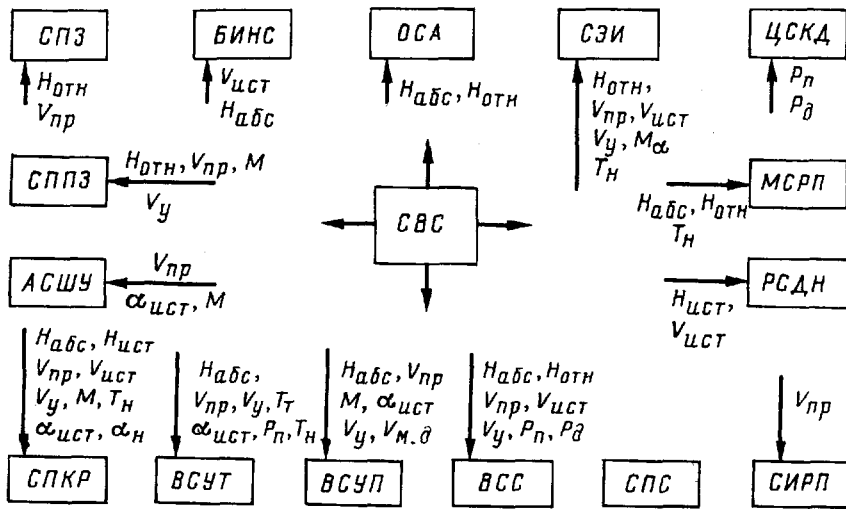 СПЗ
БИНС
ОСА
СЭИ
ЦСКД
Hотн
Vпр
Vист
Hабс
Hабс, Hотн
Hотн,
Vпр, Vист
Vу, Mα
Tн
Pп
Pд
СППЗ
Hотн, Vпр, M
Vу
СВС
МСРП
Hабс, Hотн
Tн
АСШУ
Vпр
αист, M
РСДН
Hист,
Vист
Hабс, Hист
Vпр, Vист
Vу, M, Tн
αист, αн
Hабс,
Vпр, Vу, Tт
αист, Pп, Tн
Hабс, Vпр
M, αист
Vу, Vм.д
Hабс, Hотн
Vпр, Vист
Vу, Pп, Pд
Vпр
СПКР
ВСУТ
ВСУП
ВСС
СПС
СИРП